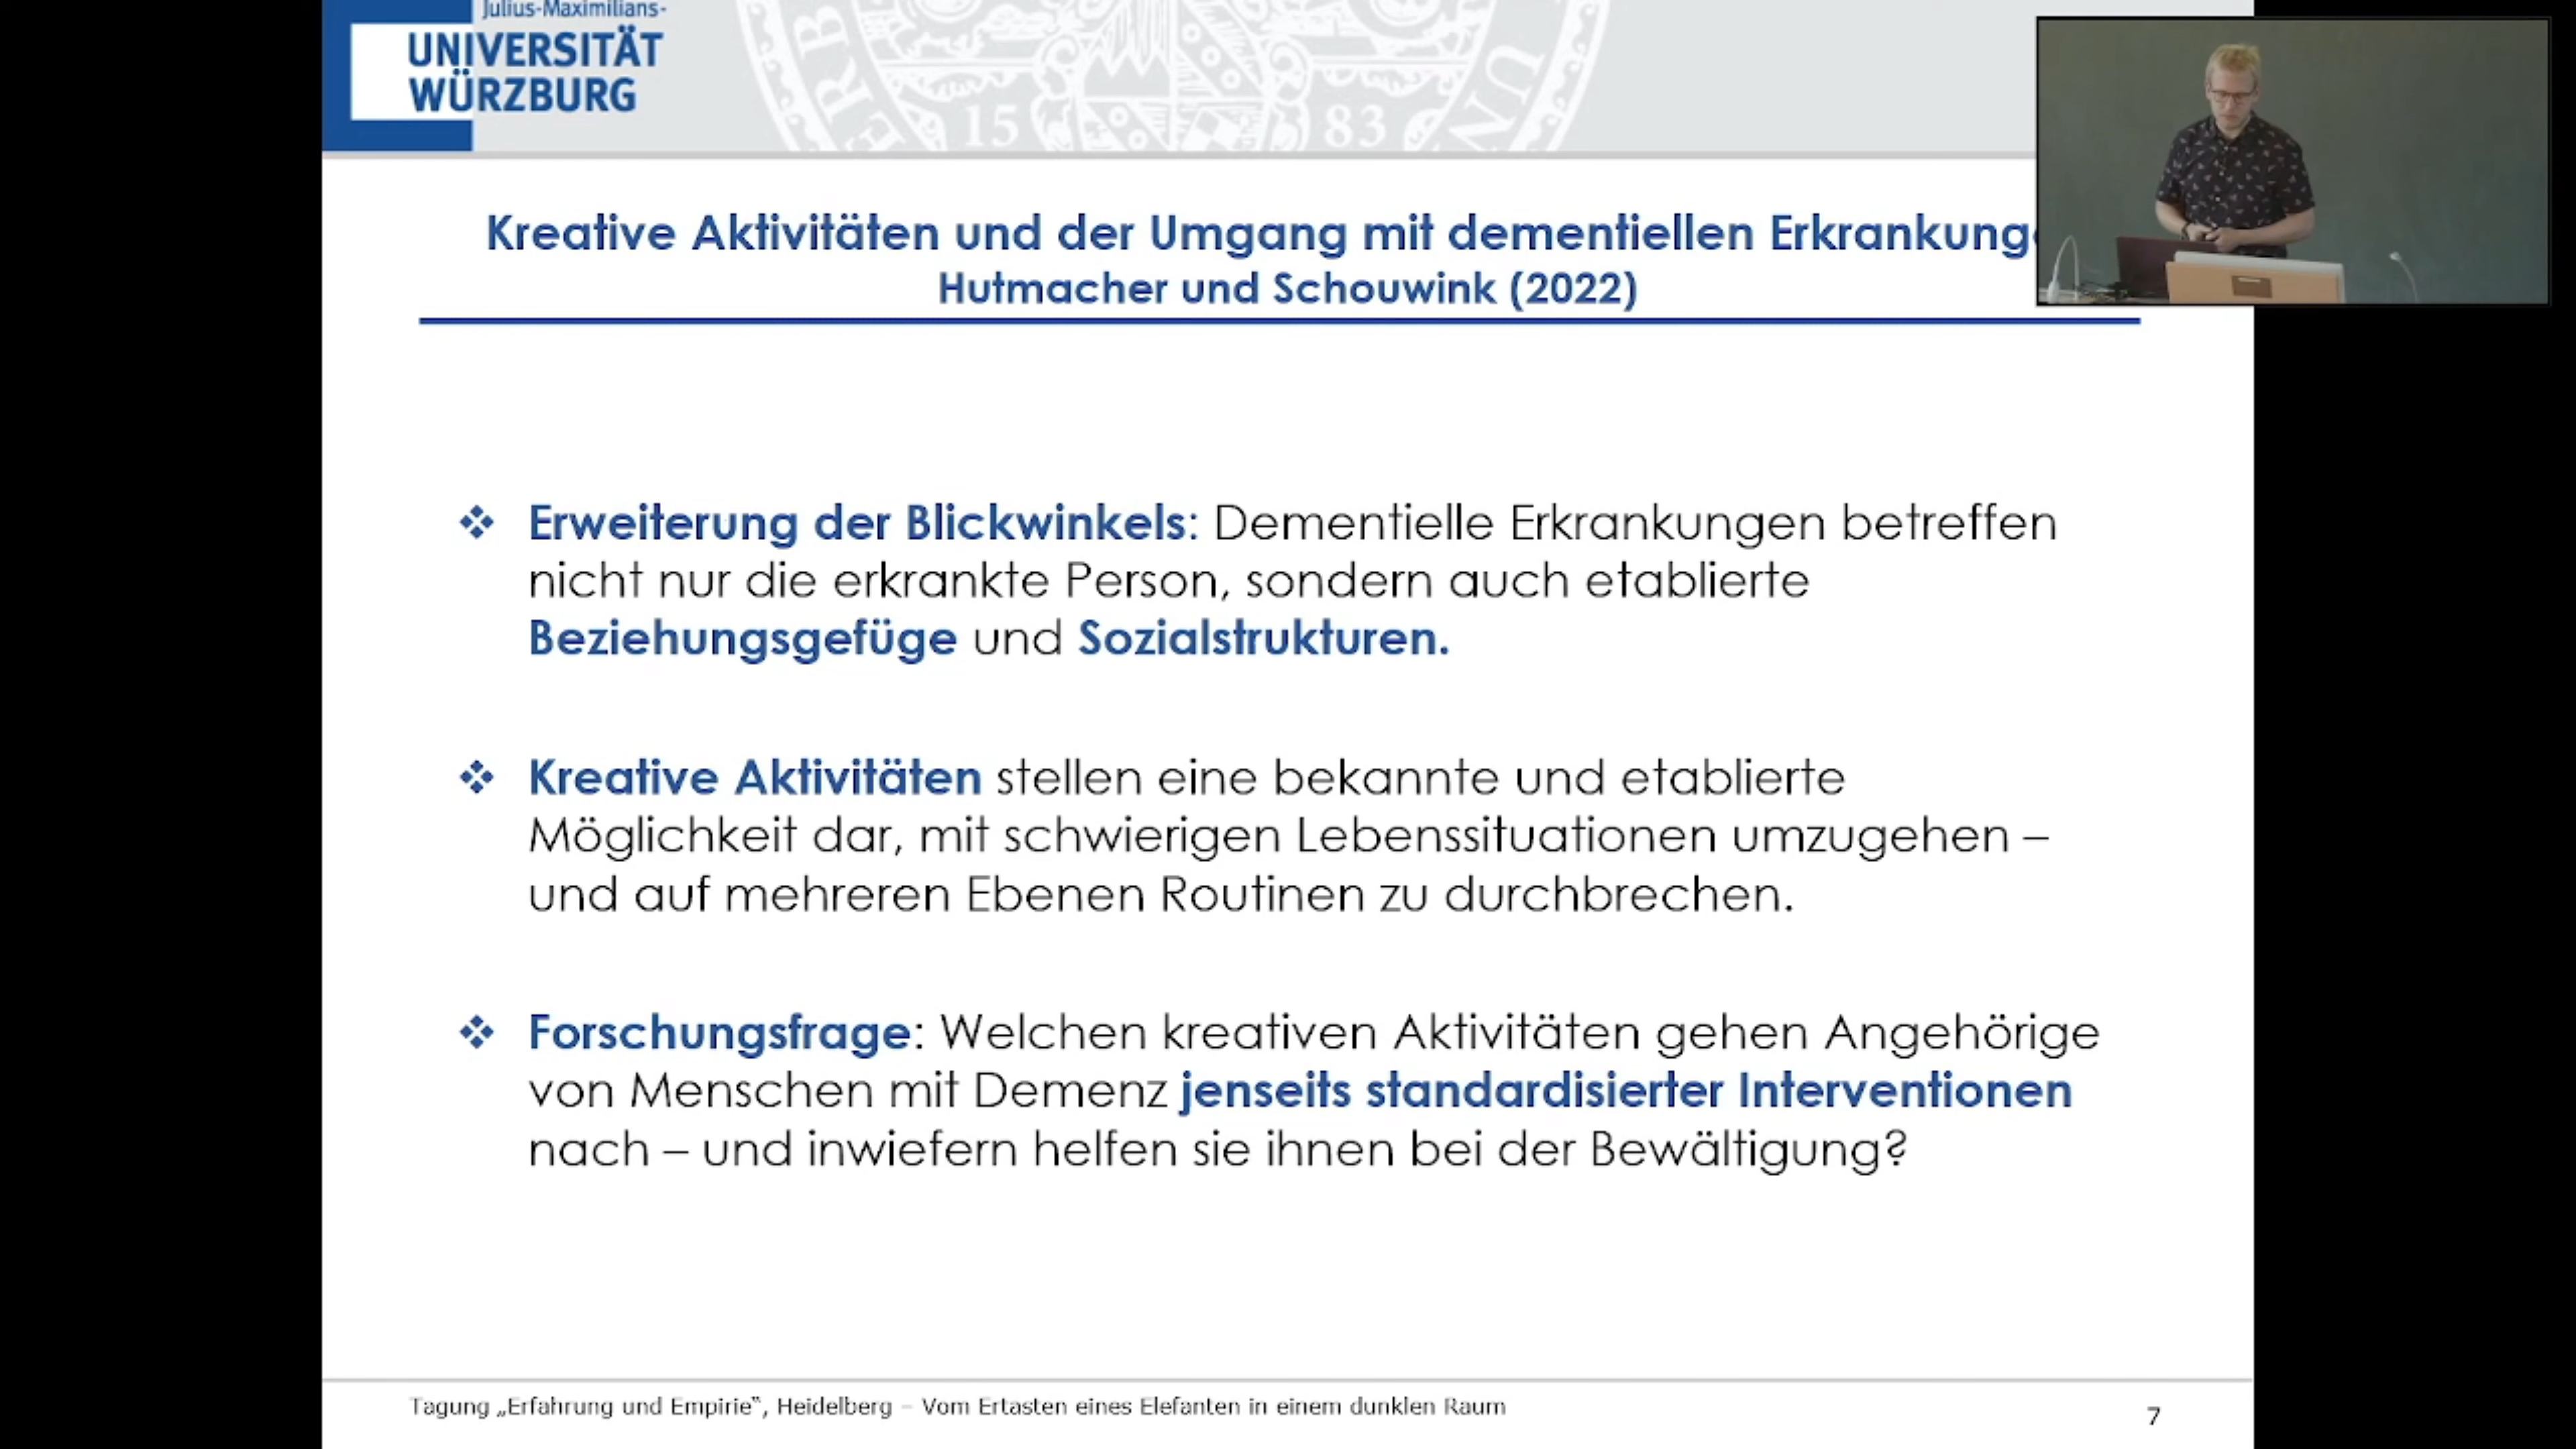 Julius-Maximilians-
UNIVERSITÄT
WÜRZBURG
15 83
Kreative Aktivitäten und der Umgang mit dementiellen
Hutmacher und Schouwink (2022)
❖ Erweiterung der Blickwinkels: Dementielle Erkrankungen betreffen
nicht nur die erkrankte Person, sondern auch etablierte
Beziehungsgefüge und Sozialstrukturen.
❖ Kreative Aktivitäten stellen eine bekannte und etablierte
Möglichkeit dar, mit schwierigen Lebenssituationen umzugehen –
und auf mehreren Ebenen Routinen zu durchbrechen.
❖ Forschungsfrage: Welchen kreativen Aktivitäten gehen Angehörige
von Menschen mit Demenz jenseits standardisierter Interventionen
nach – und inwiefern helfen sie ihnen bei der Bewältigung?
Tagung „Erfahrung und Empirie“, Heidelberg – Vom Ertasten eines Elefanten in einem dunklen Raum
7